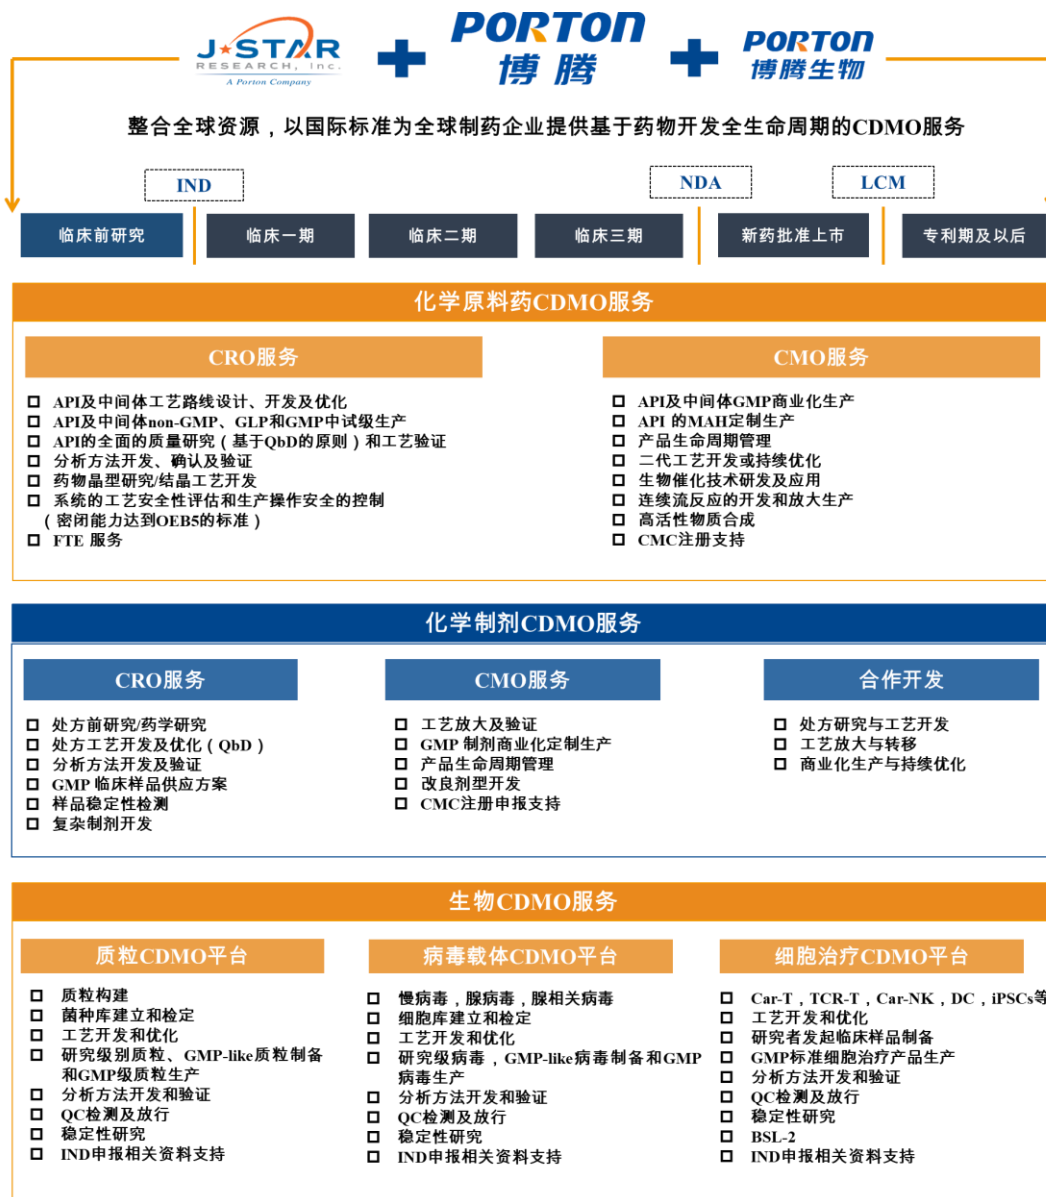 J★STAR
RESEARCH, Inc.
A Porton Company
PORTON
博腾
PORTON
博腾生物
整合全球资源，以国际标准为全球制药企业提供基于药物开发全生命周期的CDMO服务
IND
NDA
LCM
临床前研究
临床一期
临床二期
临床三期
新药批准上市
专利期及以后
化学原料药CDMO服务
CRO服务
API及中间体工艺路线设计、开发及优化
API及中间体non-GMP、GLP和GMP中试级生产
API的全面的质量研究（基于QbD的原则）和工艺验证
分析方法开发、确认及验证
药物晶型研究/结晶工艺开发
系统的工艺安全性评估和生产操作安全的控制
（密闭能力达到OEB5的标准）
FTE 服务
CMO服务
API及中间体GMP商业化生产
API 的MAH定制生产
产品生命周期管理
二代工艺开发或持续优化
生物催化技术研发及应用
连续流反应的开发和放大生产
高活性物质合成
CMC注册支持
化学制剂CDMO服务
CRO服务
处方前研究/药学研究
处方工艺开发及优化（QbD）
分析方法开发及验证
GMP 临床样品供应方案
样品稳定性检测
复杂制剂开发
CMO服务
工艺放大及验证
GMP 制剂商业化定制生产
产品生命周期管理
改良剂型开发
CMC注册申报支持
合作开发
处方研究与工艺开发
工艺放大与转移
商业化生产与持续优化
生物CDMO服务
质粒CDMO平台
质粒构建
菌种库建立和检定
工艺开发和优化
研究级别质粒、GMP-like质粒制备
和GMP级质粒生产
分析方法开发和验证
QC检测及放行
稳定性研究
IND申报相关资料支持
病毒载体CDMO平台
慢病毒，腺病毒，腺相关病毒
细胞库建立和检定
工艺开发和优化
研究级病毒，GMP-like病毒制备和GMP
病毒生产
分析方法开发和验证
QC检测及放行
稳定性研究
IND申报相关资料支持
细胞治疗CDMO平台
Car-T，TCR-T，Car-NK，DC，iPSCs等
工艺开发和优化
研究者发起临床样品制备
GMP标准细胞治疗产品生产
分析方法开发和验证
QC检测及放行
稳定性研究
BSL-2
IND申报相关资料支持